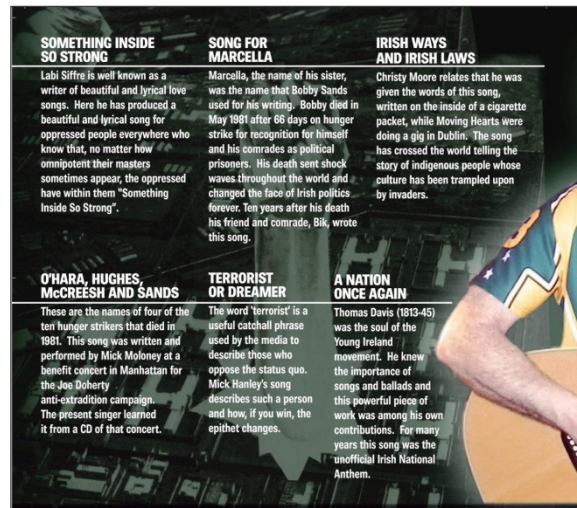 SOMETHING INSIDE
SO STRONG
Labi Siffre is well known as a
writer of beautiful and lyrical love
songs. Here he has produced a
beautiful and lyrical song for
oppressed people everywhere who
know that, no matter how
omnipotent their masters
sometimes appear, the oppressed
have within them "Something
Inside So Strong".
SONG FOR
MARCELLA
Marcella, the name of his sister,
was the name that Bobby Sands
used for his writing. Bobby died in
May 1981 after 66 days on hunger
strike for recognition for himself
and his comrades as political
prisoners. His death sent shock
waves throughout the world and
changed the face of Irish politics
forever. Ten years after his death
his friend and comrade, Bik, wrote
this song.
IRISH WAYS
AND IRISH LAWS
Christy Moore relates that he was
given the words of this song,
written on the inside of a cigarette
packet, while Moving Hearts were
doing a gig in Dublin. The song
has crossed the world telling the
story of indigenous people whose
culture has been trampled upon
by invaders.
O'HARA, HUGHES,
McCREESH AND SANDS
These are the names of four of the
ten hunger strikers that died in
1981. This song was written and
performed by Mick Moloney at a
benefit concert in Manhattan for
the Joe Doherty
anti-extradition campaign.
The present singer learned
it from a CD of that concert.
TERRORIST
OR DREAMER
The word 'terrorist' is a
useful catchall phrase
used by the media to
describe those who
oppose the status quo.
Mick Hanley's song
describes such a person
and how, if you win, the
epithet changes.
A NATION
ONCE AGAIN
Thomas Davis (1813-45)
was the soul of the
Young Ireland
movement. He knew
the importance of
songs and ballads and
this powerful piece of
work was among his own
contributions. For many
years this song was the
unofficial Irish National
Anthem.